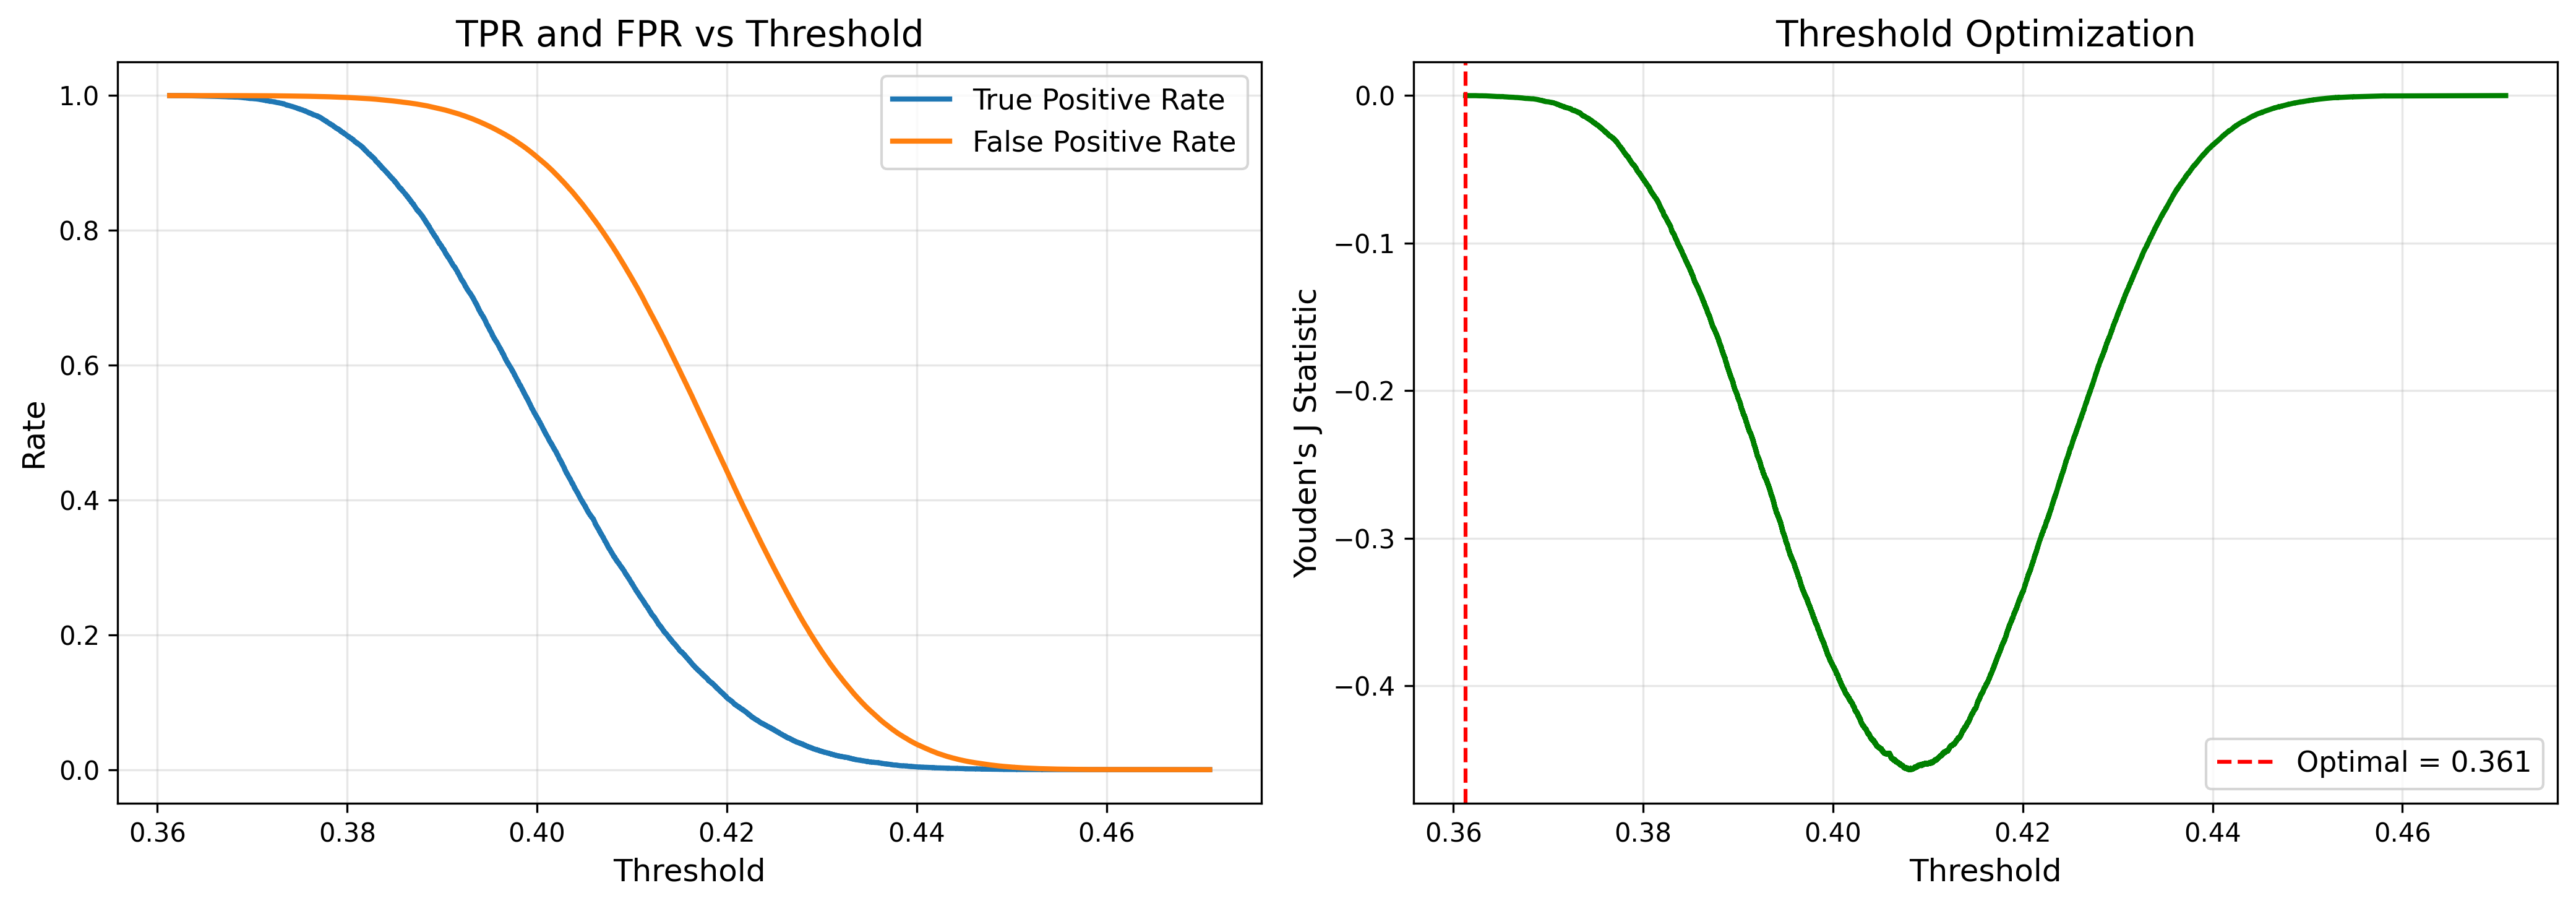 TPR and FPR vs Threshold
True Positive Rate
False Positive Rate
Rate
1.0
0.8
0.6
0.4
0.2
0.0
0.36 0.38 0.40 0.42 0.44 0.46
Threshold
Threshold Optimization
Youden's J Statistic
0.0
−0.1
−0.2
−0.3
−0.4
Optimal = 0.361
0.36 0.38 0.40 0.42 0.44 0.46
Threshold